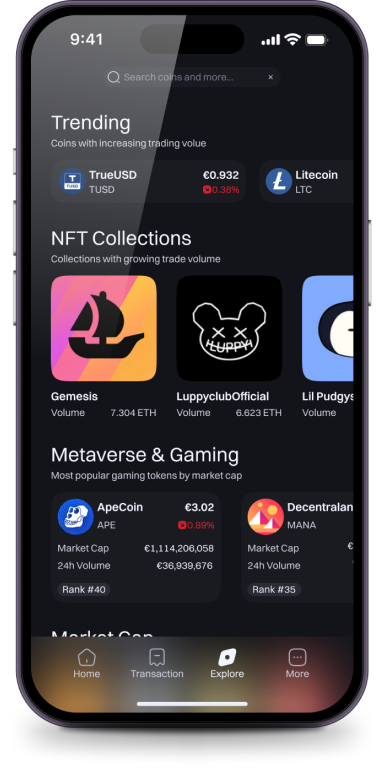 9:41
Search coins and more...
×
Trending
Coins with increasing trading volue
TrueUSD €0.932
TUSD 0.38%
Litecoin
LTC
NFT Collections
Collections with growing trade volume
LUPPY
Gemesis
Volume 7.304 ETH
LuppyclubOfficial
Volume 6.623 ETH
Lil Pudgys
Volume
Metaverse & Gaming
Most popular gaming tokens by market cap
ApeCoin €3.02
APE 0.89%
Market Cap €1,114,206,058
24h Volume €36,939,676
Rank #40
Decentralan
MANA
Market Cap €
24h Volume
Rank #35
Market Cap
Home Transaction Explore More